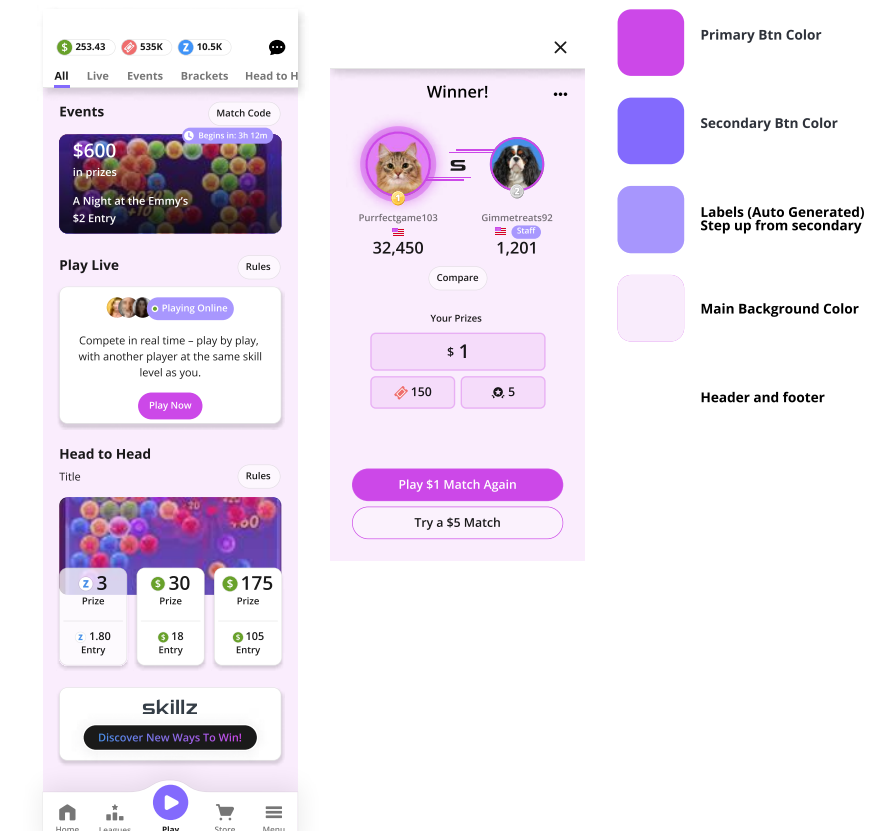 253.43 535K 10.5K
All Live Events Brackets Head to H
Events Match Code
Begins in: 3h 12m
$600
in prizes
A Night at the Emmy's
$2 Entry
Play Live Rules
Playing Online
Compete in real time – play by play,
with another player at the same skill
level as you.
Play Now
Head to Head
Title Rules
Z 3 $ 30 $ 175
Prize Prize Prize
z 1.80 $ 18 $ 105
Entry Entry Entry
skillz
Discover New Ways To Win!
Home Leagues Play Store Menu
Winner!
S
1 2
Purrfectgame103 Gimmetreats92
Staff
32,450 1,201
Compare
Your Prizes
$ 1
150 5
Play $1 Match Again
Try a $5 Match
Primary Btn Color
Secondary Btn Color
Labels (Auto Generated)
Step up from secondary
Main Background Color
Header and footer